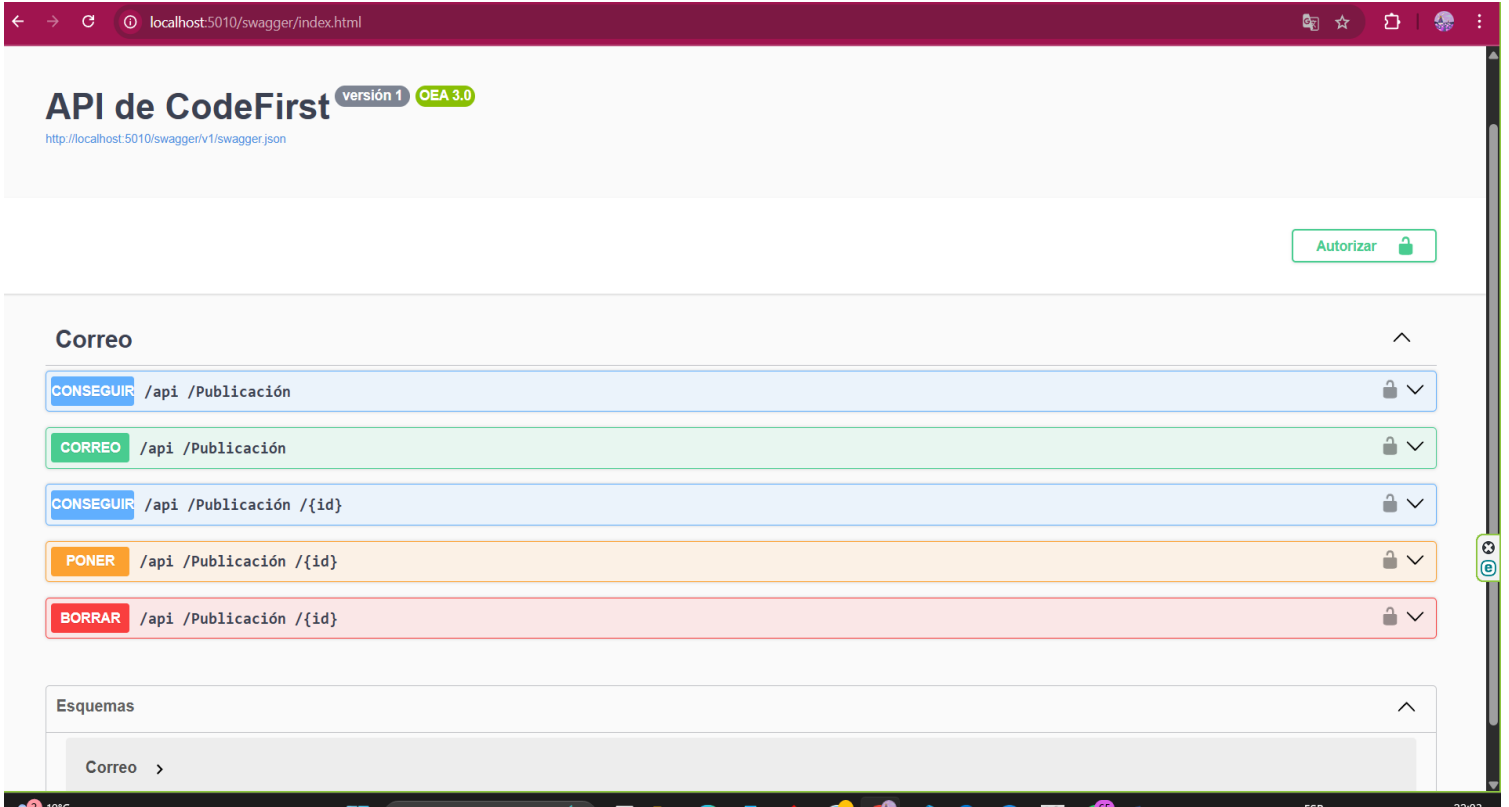 localhost:5010/swagger/index.html
API de CodeFirst versión 1 OEA 3.0
http://localhost:5010/swagger/v1/swagger.json
Autorizar
Correo
CONSEGUIR /api /Publicación
CORREO /api /Publicación
CONSEGUIR /api /Publicación /{id}
PONER /api /Publicación /{id}
BORRAR /api /Publicación /{id}
Esquemas
Correo